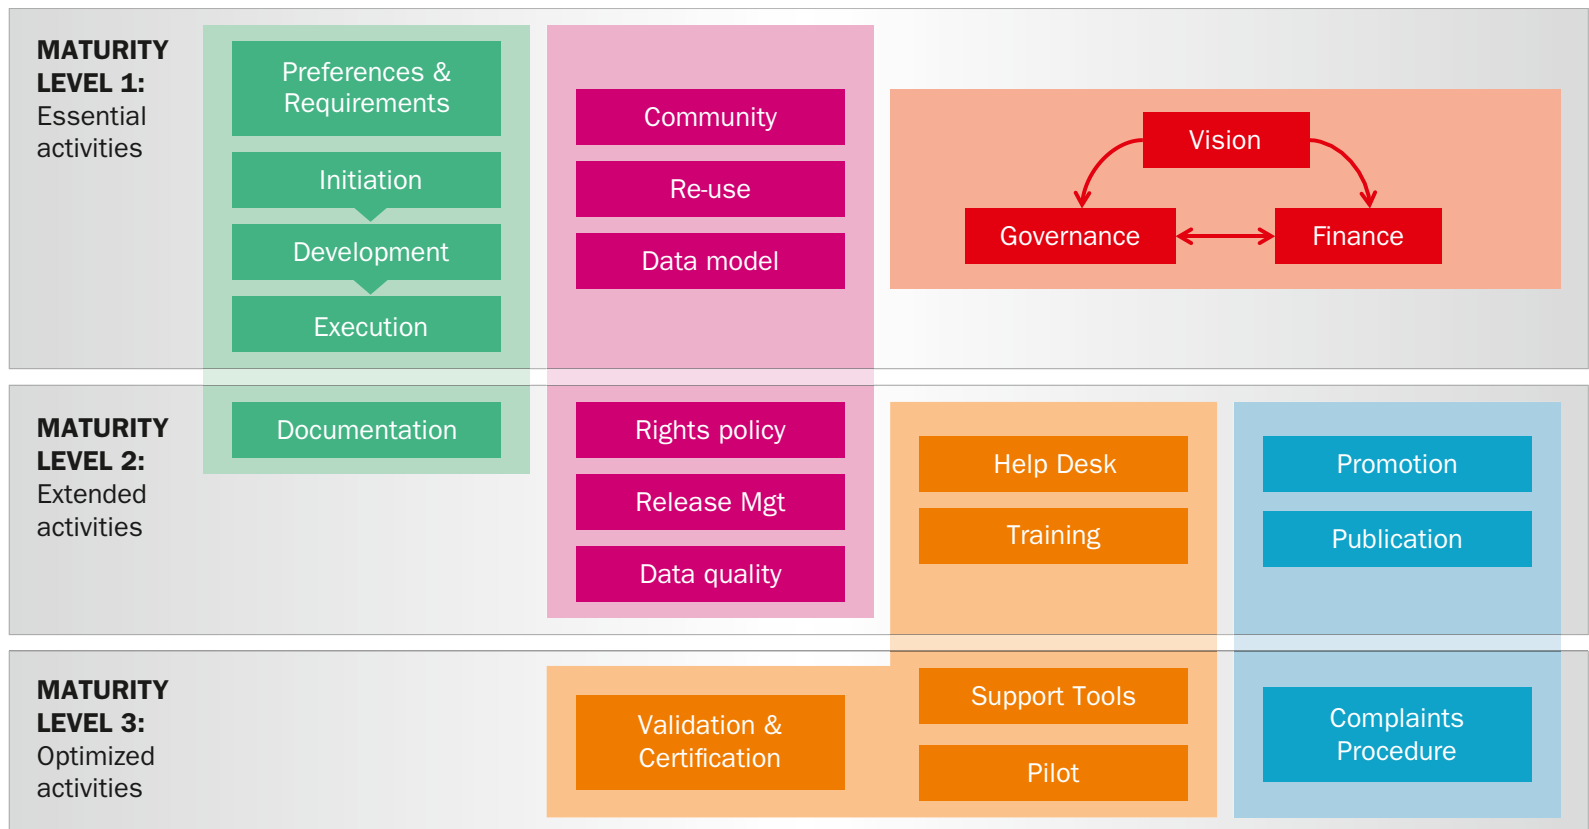 MATURITY
LEVEL 1:
Essential
activities
Preferences &
Requirements
Initiation
Development
Execution
Community
Re-use
Data model
Vision
Governance
Finance
MATURITY
LEVEL 2:
Extended
activities
Documentation
Rights policy
Release Mgt
Data quality
Help Desk
Training
Promotion
Publication
MATURITY
LEVEL 3:
Optimized
activities
Validation &
Certification
Support Tools
Pilot
Complaints
Procedure